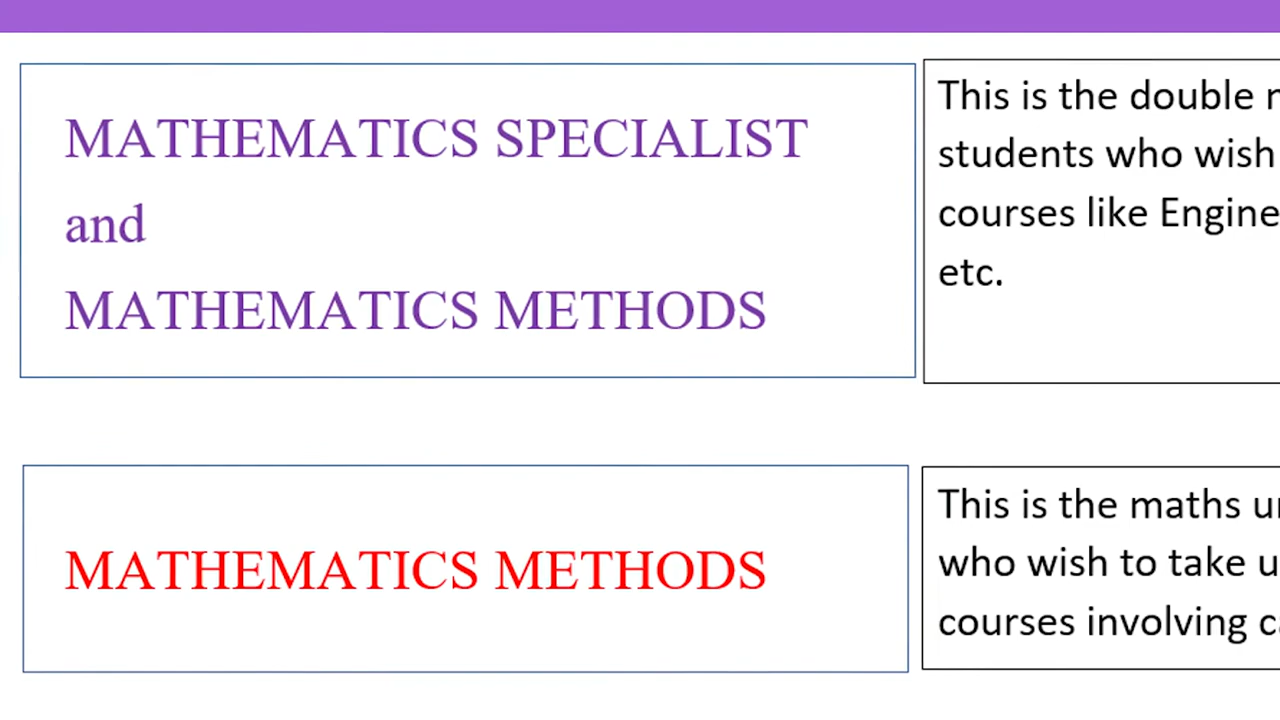 MATHEMATICS SPECIALIST
and
MATHEMATICS METHODS
This is the double
students who wish
courses like
etc.
MATHEMATICS METHODS
This is the maths
who wish to take
courses involving